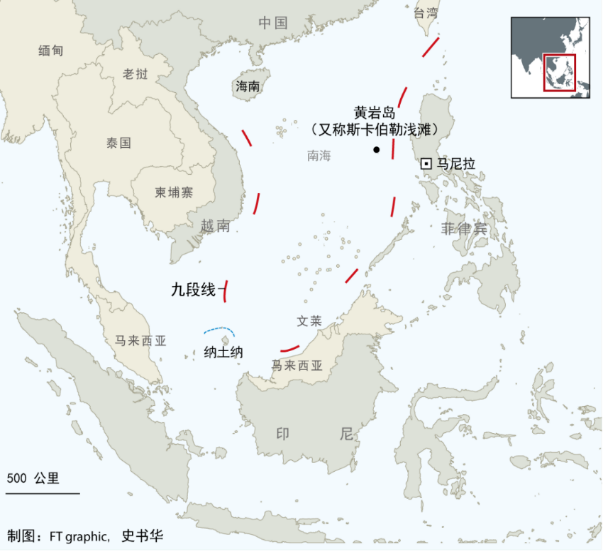 台湾
中国
缅甸
老挝
海南
黄岩岛
（又称斯卡伯勒浅滩）
泰国
南海
马尼拉
柬埔寨
越南
菲律宾
九段线
文莱
马来西亚
纳土纳
马来西亚
印 尼
500 公里
制图：FT graphic, 史书华